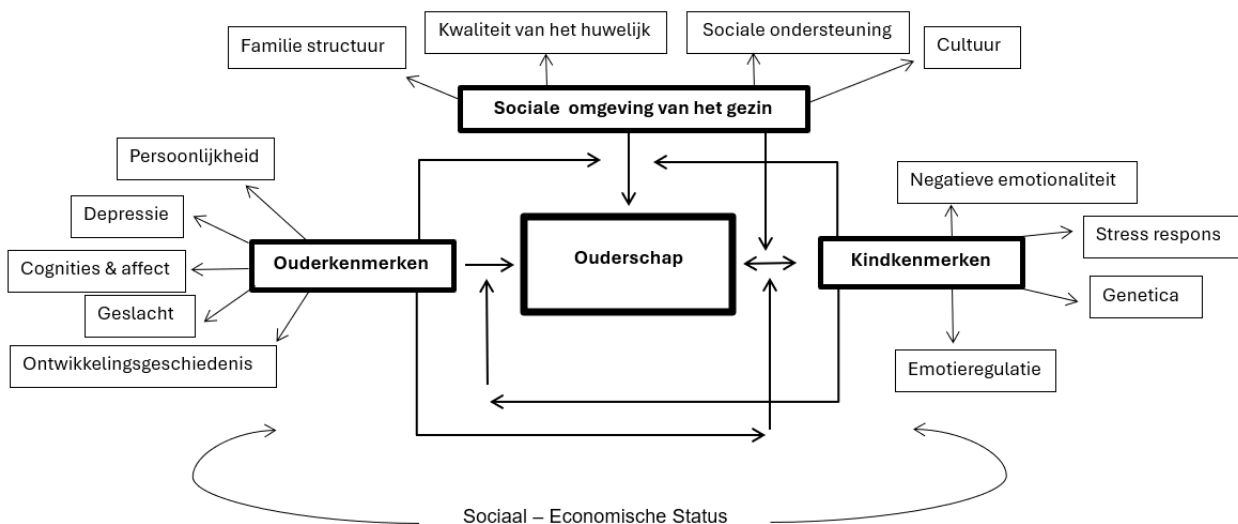 Kwaliteit van het huwelijk
Sociale ondersteuning
Familie structuur
Cultuur
Sociale omgeving van het gezin
Persoonlijkheid
Negatieve emotionaliteit
Depressie
Stress respons
Ouderkenmerken
Ouderschap
Kindkenmerken
Cognities & affect
Genetica
Geslacht
Ontwikkelingsgeschiedenis
Emotieregulatie
Sociaal – Economische Status